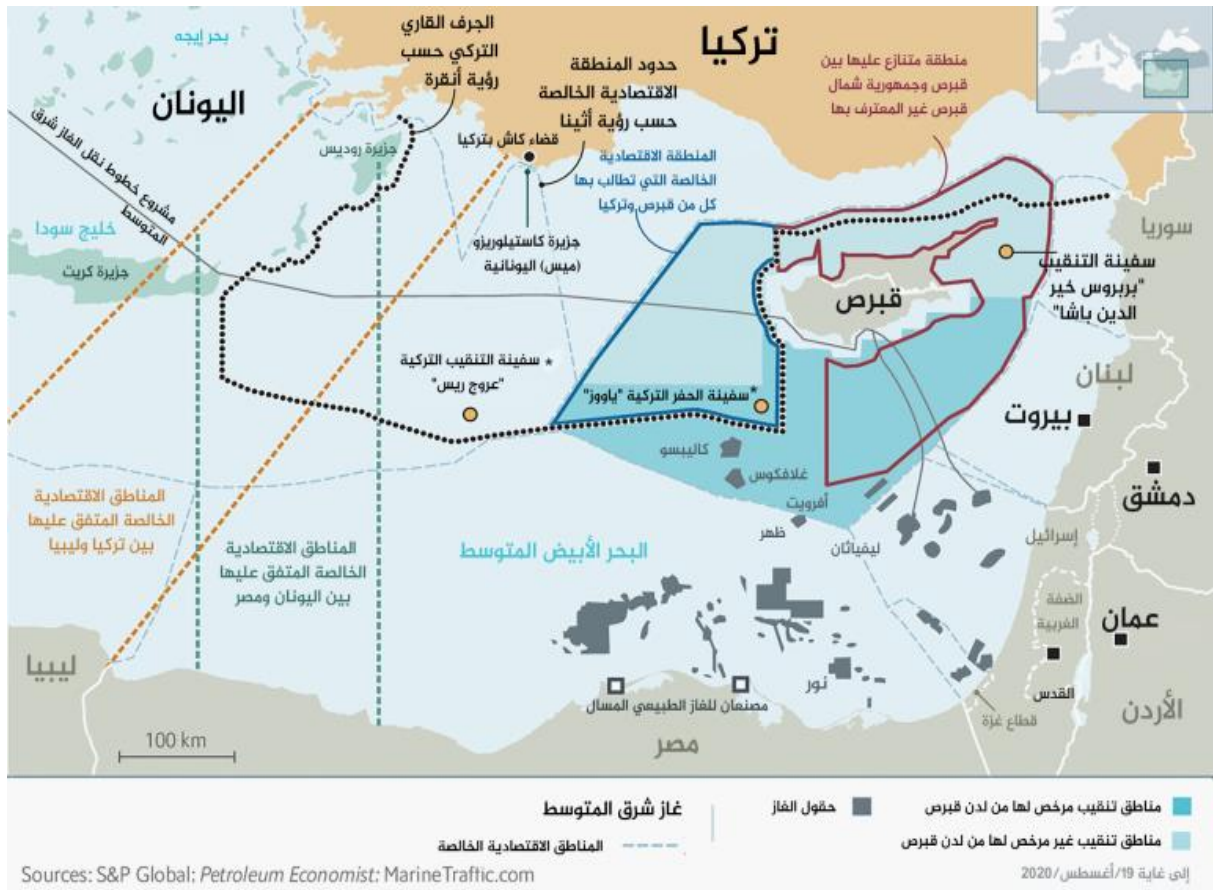 بحر إيجه
اليونان
الجرف القاري
التركي حسب
رؤية أنقرة
حدود المنطقة
الاقتصادية الخالصة
حسب رؤية أثينا
تركيا
منطقة متنازع عليها بين
قبرص وجمهورية شمال
قبرص غير المعترف بها
قضاء كاش بتركيا
جزيرة روديس
المنطقة الاقتصادية
الخالصة التي تطالب بها
كل من قبرص وتركيا
مشروع خطوط نقل الغاز شرق
المتوسط
خليج سودا
جزيرة كريت
جزيرة كاستيلوريزو
(ميس) اليونانية
سوريا
سفينة التنقيب
"بربروس خير
الدين باشا"
قبرص
لبنان
بيروت
* سفينة التنقيب التركية
"عروج ريس"
*سفينة الحفر التركية "ياووز"
كاليبسو
غلافكوس
أفرويت
ظهر
ليفياثان
دمشق
إسرائيل
المناطق الاقتصادية
الخالصة المتفق عليها
بين تركيا وليبيا
المناطق الاقتصادية
الخالصة المتفق عليها
بين اليونان ومصر
البحر الأبيض المتوسط
الضفة
الغربية
عمان
القدس
ليبيا
نور
مصنعان للغاز الطبيعي المسال
قطاع غزة
الأردن
مصر
100 km
مناطق تنقيب مرخص لها من لدن قبرص
مناطق تنقيب غير مرخص لها من لدن قبرص
حقول الغاز
غاز شرق المتوسط
المناطق الاقتصادية الخالصة
إلى غاية 19/أغسطس/2020
Sources: S&P Global; Petroleum Economist: MarineTraffic.com